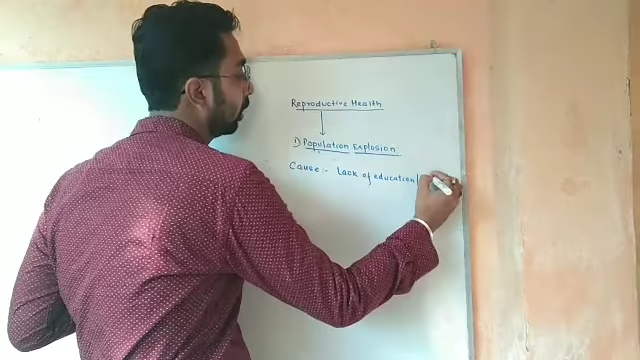 Reproductive Health
1) Population Explosion
Cause:- Lack of education/